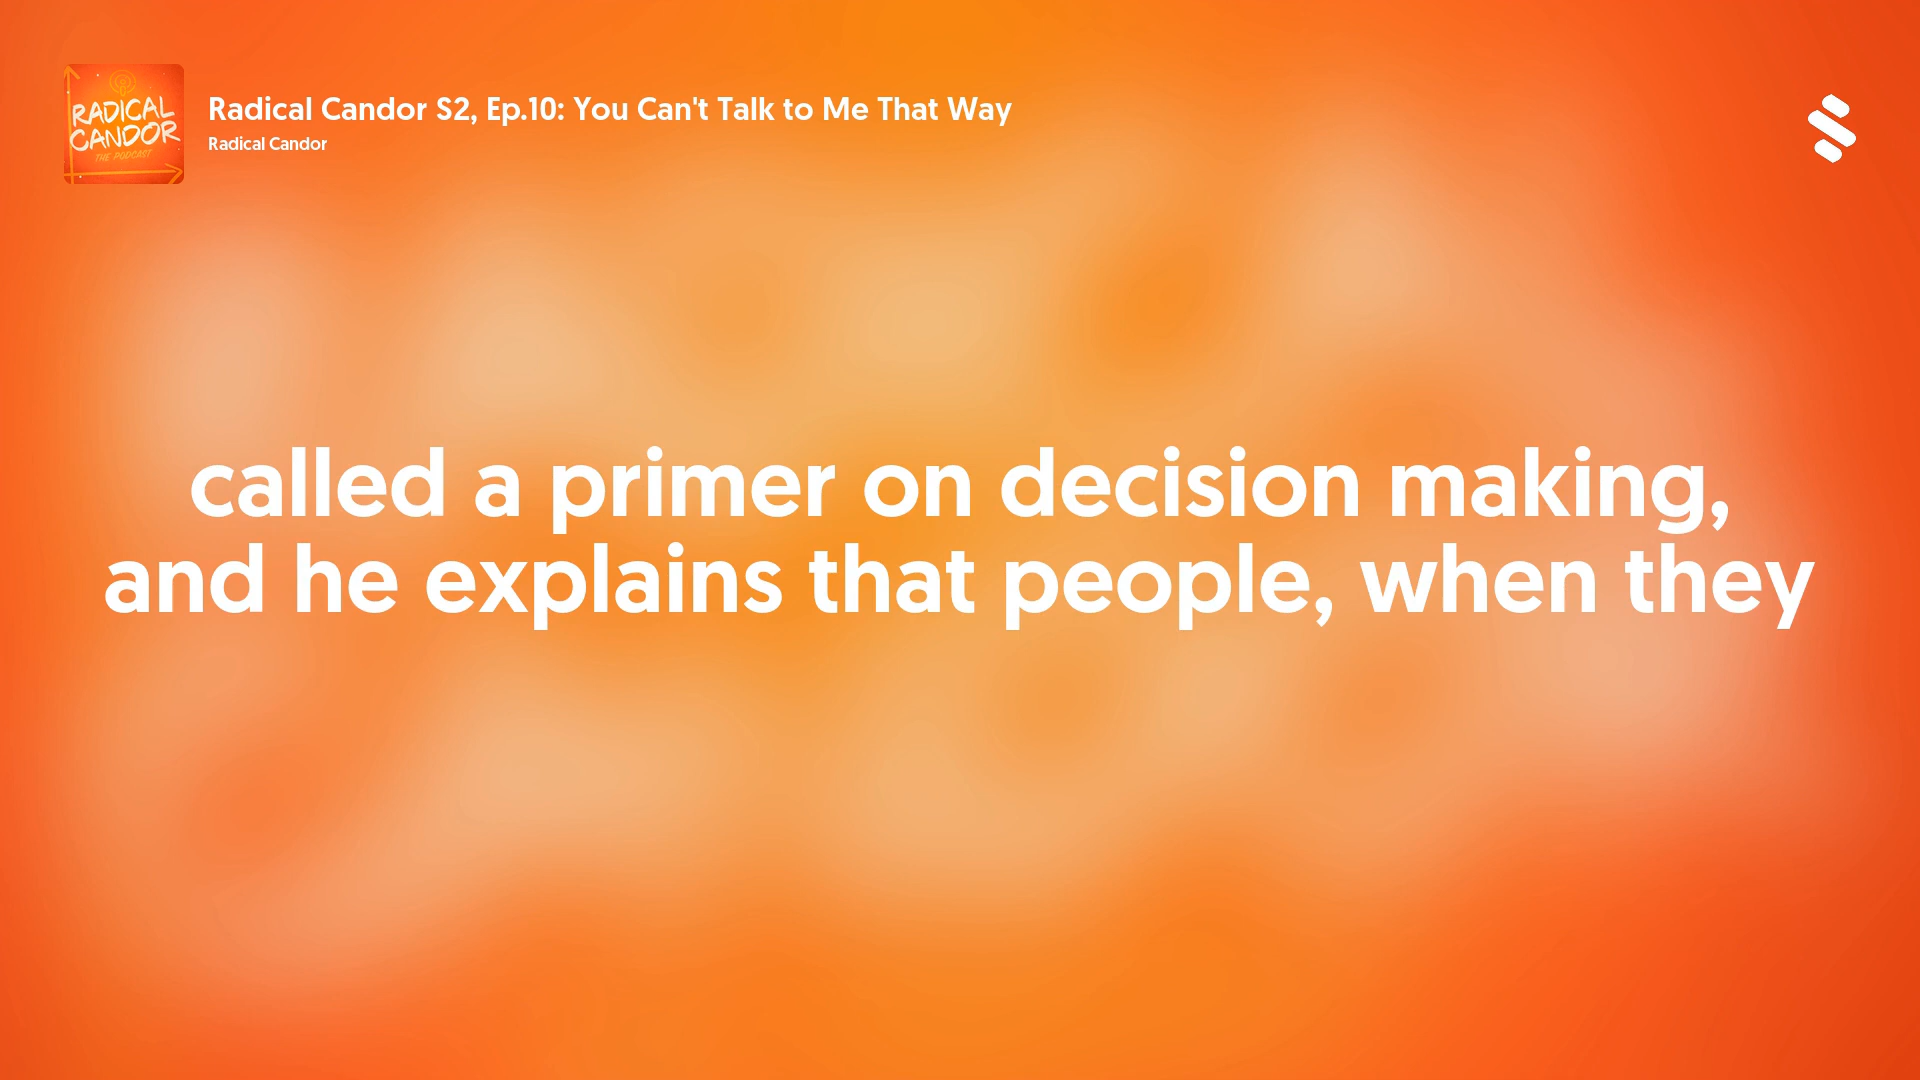 RADICAL
CANDOR
THE PODCAST
Radical Candor S2, Ep.10: You Can't Talk to Me That Way
Radical Candor
called a primer on decision making,
and he explains that people, when they